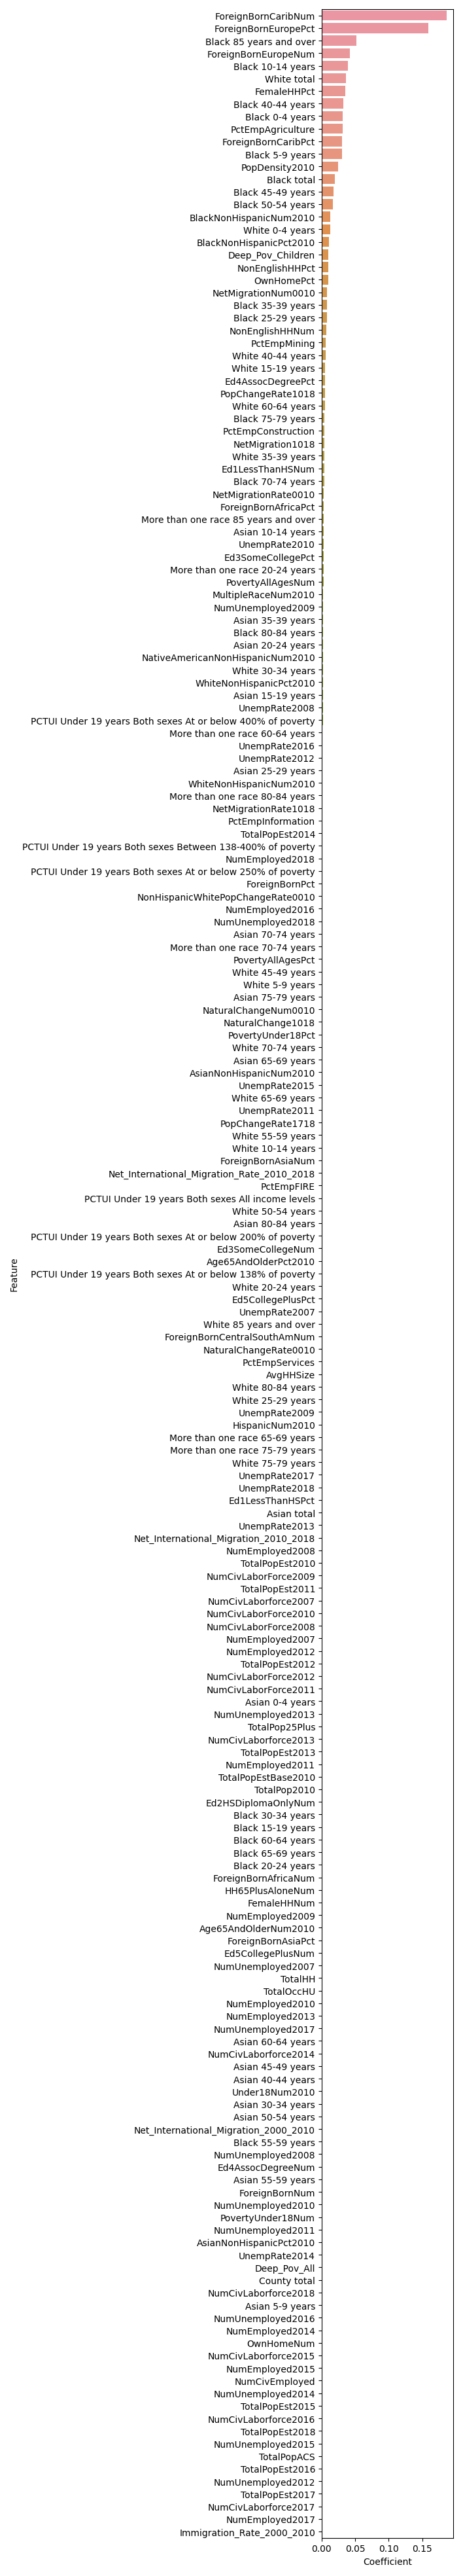 ForeignBornCaribNum
ForeignBornEuropePct
Black 85 years and over
ForeignBornEuropeNum
Black 10-14 years
White total
FemaleHHPct
Black 40-44 years
Black 0-4 years
PctEmpAgriculture
ForeignBornCaribPct
Black 5-9 years
PopDensity2010
Black total
Black 45-49 years
Black 50-54 years
BlackNonHispanicNum2010
White 0-4 years
BlackNonHispanicPct2010
Deep_Pov_Children
NonEnglishHHPct
OwnHomePct
NetMigrationNum0010
Black 35-39 years
Black 25-29 years
NonEnglishHHNum
PctEmpMining
White 40-44 years
White 15-19 years
Ed4AssocDegreePct
PopChangeRate1018
White 60-64 years
Black 75-79 years
PctEmpConstruction
NetMigration1018
White 35-39 years
Ed1LessThanHSNum
Black 70-74 years
NetMigrationRate0010
ForeignBornAfricaPct
More than one race 85 years and over
Asian 10-14 years
UnempRate2010
Ed3SomeCollegePct
More than one race 20-24 years
PovertyAllAgesNum
MultipleRaceNum2010
NumUnemployed2009
Asian 35-39 years
Black 80-84 years
Asian 20-24 years
NativeAmericanNonHispanicNum2010
White 30-34 years
WhiteNonHispanicPct2010
Asian 15-19 years
UnempRate2008
PCTUI Under 19 years Both sexes At or below 400% of poverty
More than one race 60-64 years
UnempRate2016
UnempRate2012
Asian 25-29 years
WhiteNonHispanicNum2010
More than one race 80-84 years
NetMigrationRate1018
PctEmpInformation
TotalPopEst2014
PCTUI Under 19 years Both sexes Between 138-400% of poverty
NumEmployed2018
PCTUI Under 19 years Both sexes At or below 250% of poverty
ForeignBornPct
NonHispanicWhitePopChangeRate0010
NumEmployed2016
NumUnemployed2018
Asian 70-74 years
More than one race 70-74 years
PovertyAllAgesPct
White 45-49 years
White 5-9 years
Asian 75-79 years
NaturalChangeNum0010
NaturalChange1018
PovertyUnder18Pct
White 70-74 years
Asian 65-69 years
AsianNonHispanicNum2010
UnempRate2015
White 65-69 years
UnempRate2011
PopChangeRate1718
White 55-59 years
White 10-14 years
ForeignBornAsiaNum
Net_International_Migration_Rate_2010_2018
PctEmpFIRE
PCTUI Under 19 years Both sexes All income levels
White 50-54 years
Asian 80-84 years
PCTUI Under 19 years Both sexes At or below 200% of poverty
Ed3SomeCollegeNum
Age65AndOlderPct2010
PCTUI Under 19 years Both sexes At or below 138% of poverty
White 20-24 years
Ed5CollegePlusPct
UnempRate2007
White 85 years and over
ForeignBornCentralSouthAmNum
NaturalChangeRate0010
PctEmpServices
AvgHHSize
White 80-84 years
White 25-29 years
UnempRate2009
HispanicNum2010
More than one race 65-69 years
More than one race 75-79 years
White 75-79 years
UnempRate2017
UnempRate2018
Ed1LessThanHSPct
Asian total
UnempRate2013
Net_International_Migration_2010_2018
NumEmployed2008
TotalPopEst2010
NumCivLaborForce2009
TotalPopEst2011
NumCivLaborforce2007
NumCivLaborForce2010
NumCivLaborForce2008
NumEmployed2007
NumEmployed2012
TotalPopEst2012
NumCivLaborForce2012
NumCivLaborForce2011
Asian 0-4 years
NumUnemployed2013
TotalPop25Plus
NumCivLaborforce2013
TotalPopEst2013
NumEmployed2011
TotalPopEstBase2010
TotalPop2010
Ed2HSDiplomaOnlyNum
Black 30-34 years
Black 15-19 years
Black 60-64 years
Black 65-69 years
Black 20-24 years
ForeignBornAfricaNum
HH65PlusAloneNum
FemaleHHNum
NumEmployed2009
Age65AndOlderNum2010
ForeignBornAsiaPct
Ed5CollegePlusNum
NumUnemployed2007
TotalHH
TotalOccHU
NumEmployed2010
NumEmployed2013
NumUnemployed2017
Asian 60-64 years
NumCivLaborforce2014
Asian 45-49 years
Asian 40-44 years
Under18Num2010
Asian 30-34 years
Asian 50-54 years
Net_International_Migration_2000_2010
Black 55-59 years
NumUnemployed2008
Ed4AssocDegreeNum
Asian 55-59 years
ForeignBornNum
NumUnemployed2010
PovertyUnder18Num
NumUnemployed2011
AsianNonHispanicPct2010
UnempRate2014
Deep_Pov_All
County total
NumCivLaborforce2018
Asian 5-9 years
NumUnemployed2016
NumEmployed2014
OwnHomeNum
NumCivLaborforce2015
NumEmployed2015
NumCivEmployed
NumUnemployed2014
TotalPopEst2015
NumCivLaborforce2016
TotalPopEst2018
NumUnemployed2015
TotalPopACS
TotalPopEst2016
NumUnemployed2012
TotalPopEst2017
NumCivLaborforce2017
NumEmployed2017
Immigration_Rate_2000_2010
Feature
0.00 0.05 0.10 0.15
Coefficient